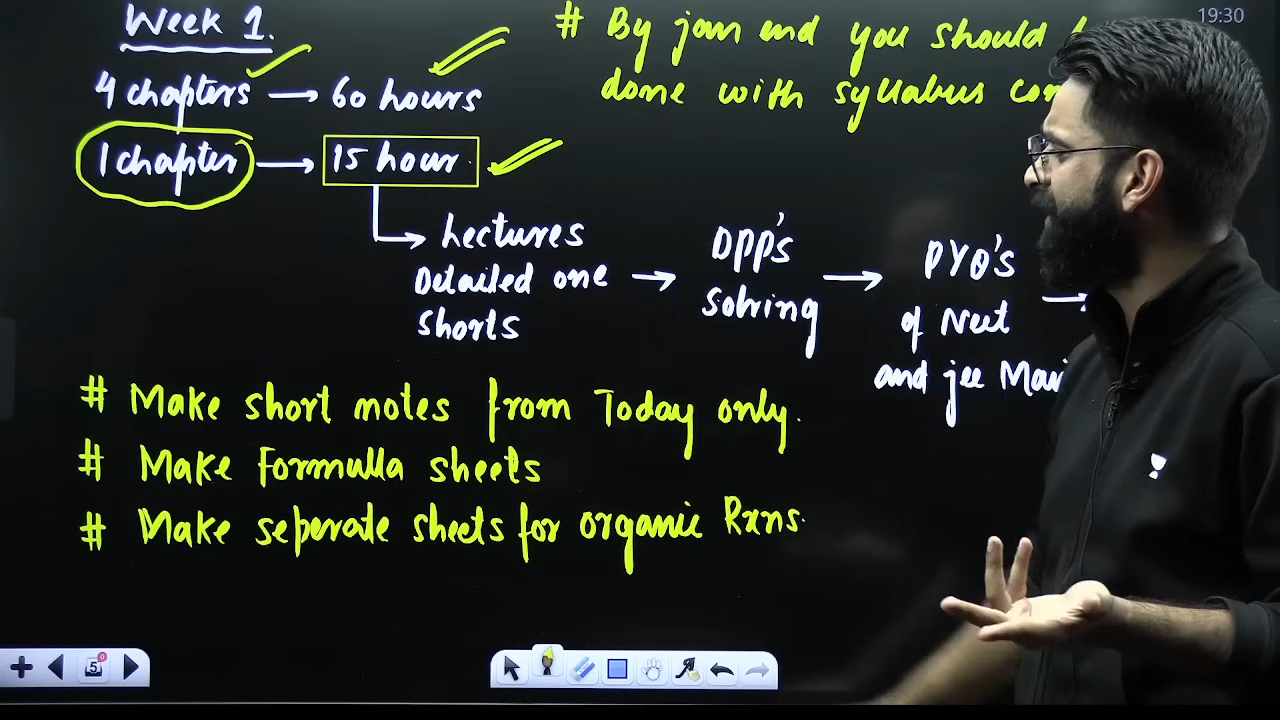 19:30
Week 1.
# By jan end you should
done with syllabus
4 chapters → 60 hours
1 chapter → 15 hour
Lectures
Detailed one
shorts
→ DPP's
Solving
→ PYQ's
of Neet
and jee
→
# Make short notes from Today only.
# Make Formulla sheets
# Make seperate sheets for organic Rxns.
5
0